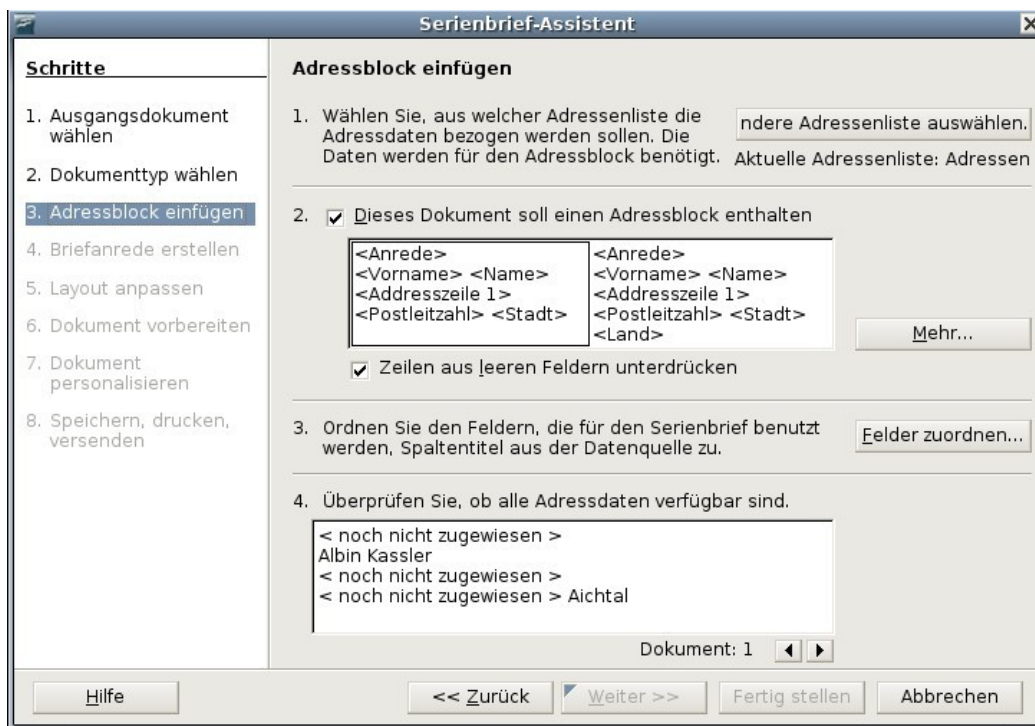 Serienbrief-Assistent
Schritte
1. Ausgangsdokument
wählen
2. Dokumenttyp wählen
3. Adressblock einfügen
4. Briefanrede erstellen
5. Layout anpassen
6. Dokument vorbereiten
7. Dokument
personalisieren
8. Speichern, drucken,
versenden
Adressblock einfügen
1. Wählen Sie, aus welcher Adressenliste die
Adressdaten bezogen werden sollen. Die
Daten werden für den Adressblock benötigt.
ndere Adressenliste auswählen.
Aktuelle Adressenliste: Adressen
2. Dieses Dokument soll einen Adressblock enthalten
<Anrede>
<Vorname> <Name>
<Addresszeile 1>
<Postleitzahl> <Stadt>
<Anrede>
<Vorname> <Name>
<Addresszeile 1>
<Postleitzahl> <Stadt>
<Land>
Mehr...
Zeilen aus leeren Feldern unterdrücken
3. Ordnen Sie den Feldern, die für den Serienbrief benutzt
werden, Spaltentitel aus der Datenquelle zu.
Felder zuordnen...
4. Überprüfen Sie, ob alle Adressdaten verfügbar sind.
< noch nicht zugewiesen >
Albin Kassler
< noch nicht zugewiesen >
< noch nicht zugewiesen > Aichtal
Dokument: 1
Hilfe
<< Zurück
Weiter >>
Fertig stellen
Abbrechen